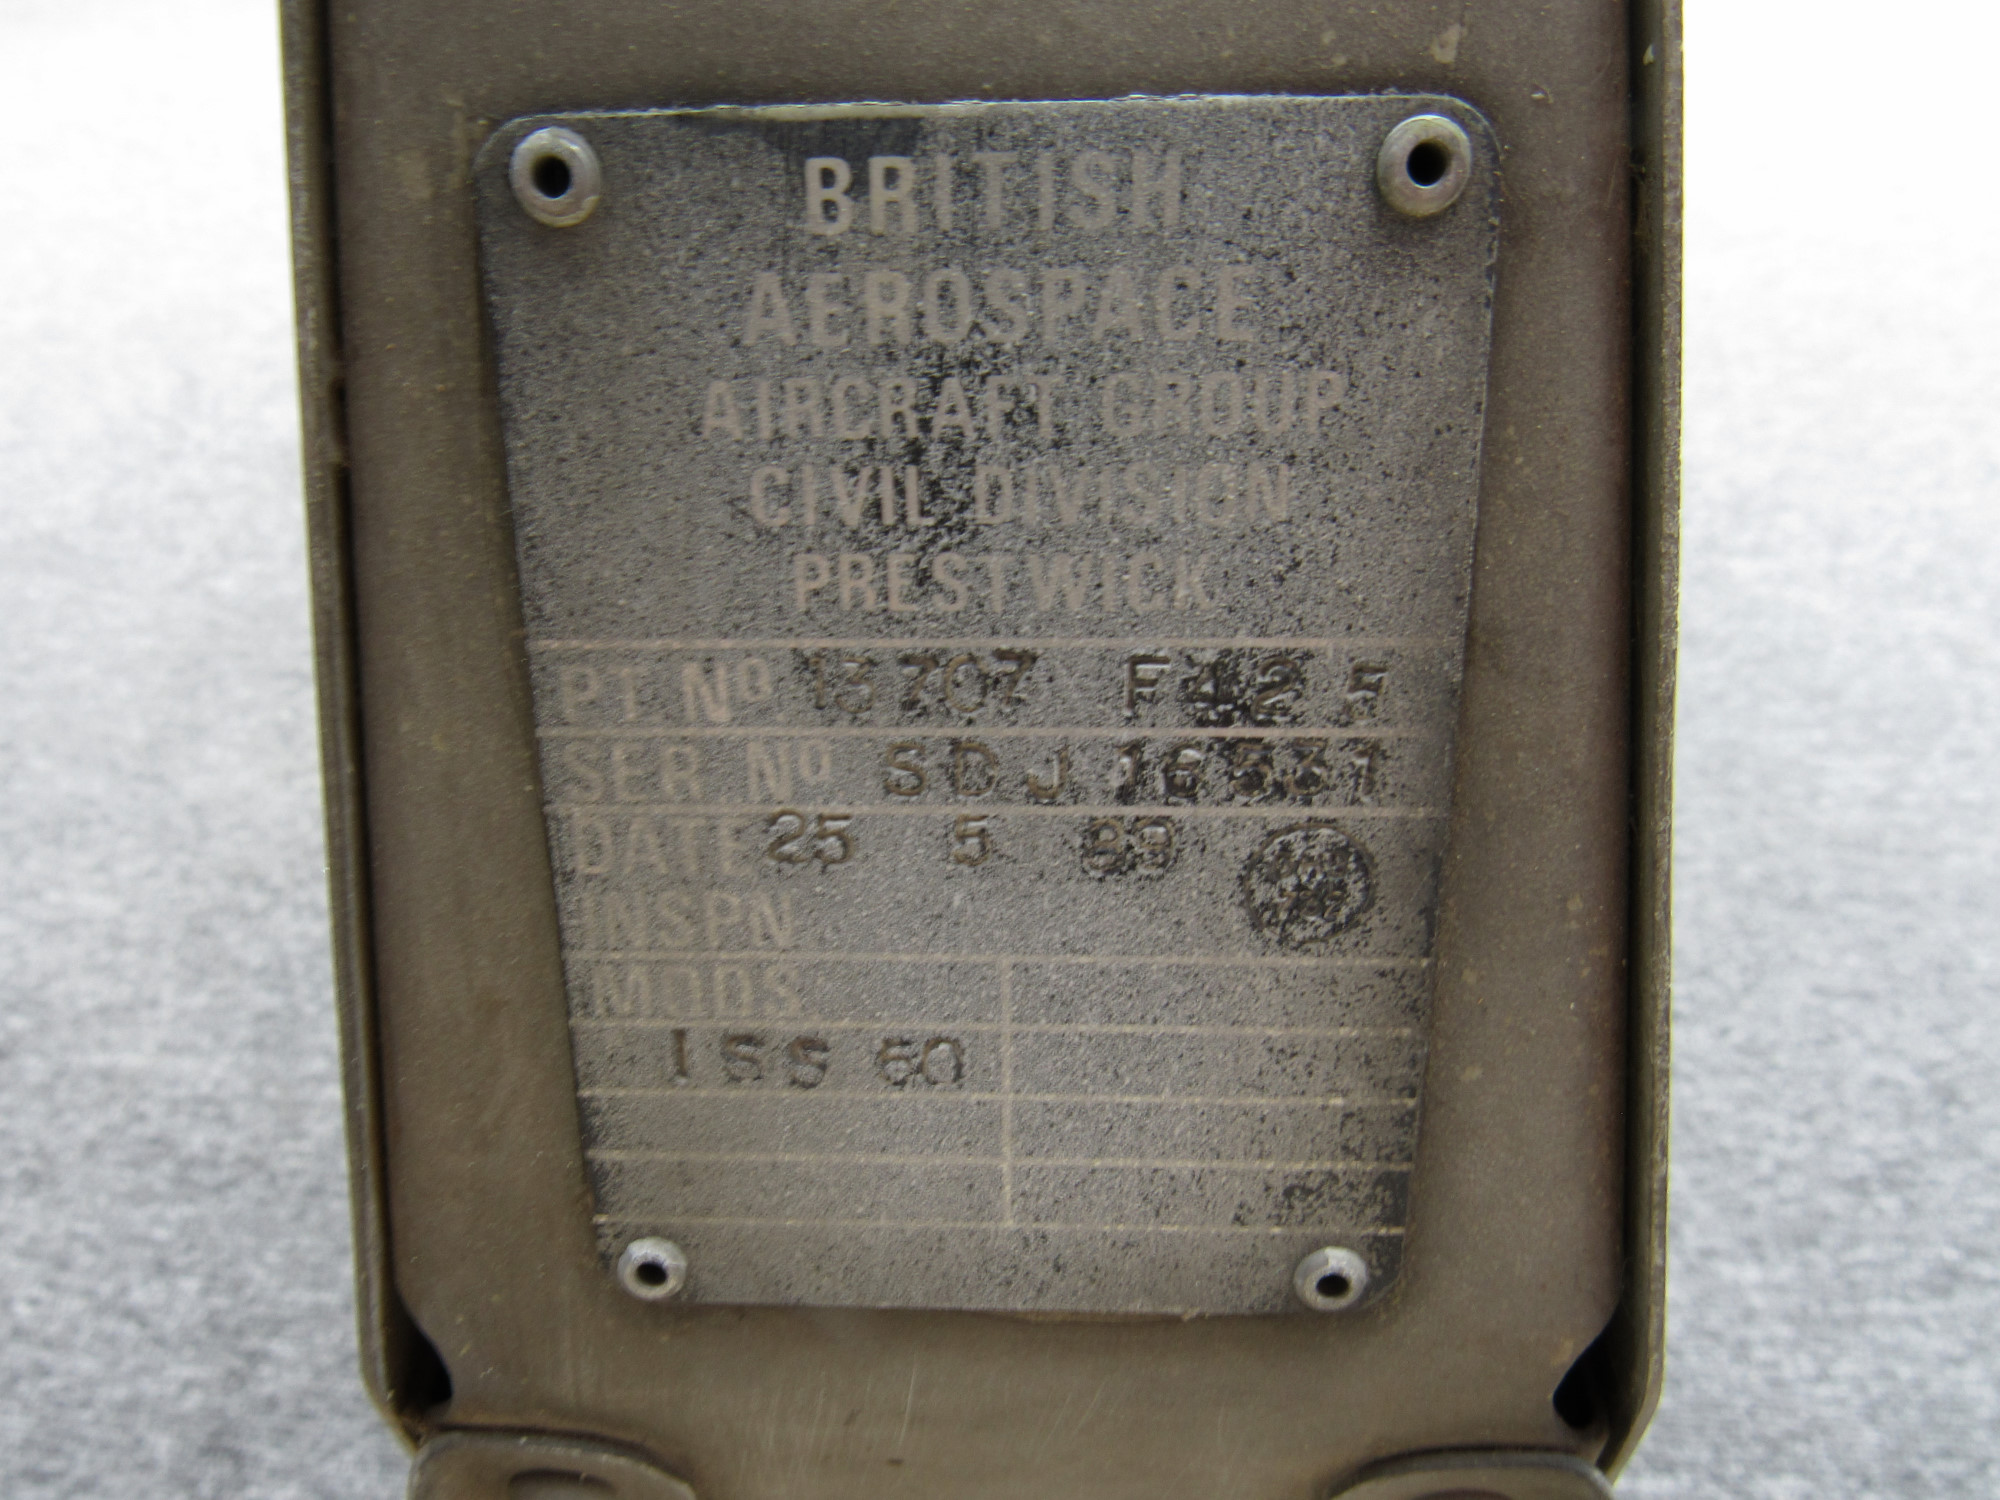 BRITISH
AEROSPACE
AIRCRAFT GROUP
CIVIL DIVISION
PRESTWICK
PT. Nº 13707 F425
SER Nº SDJ 16531
DATE 25 5 89
INSPN
MODS
ISS 60